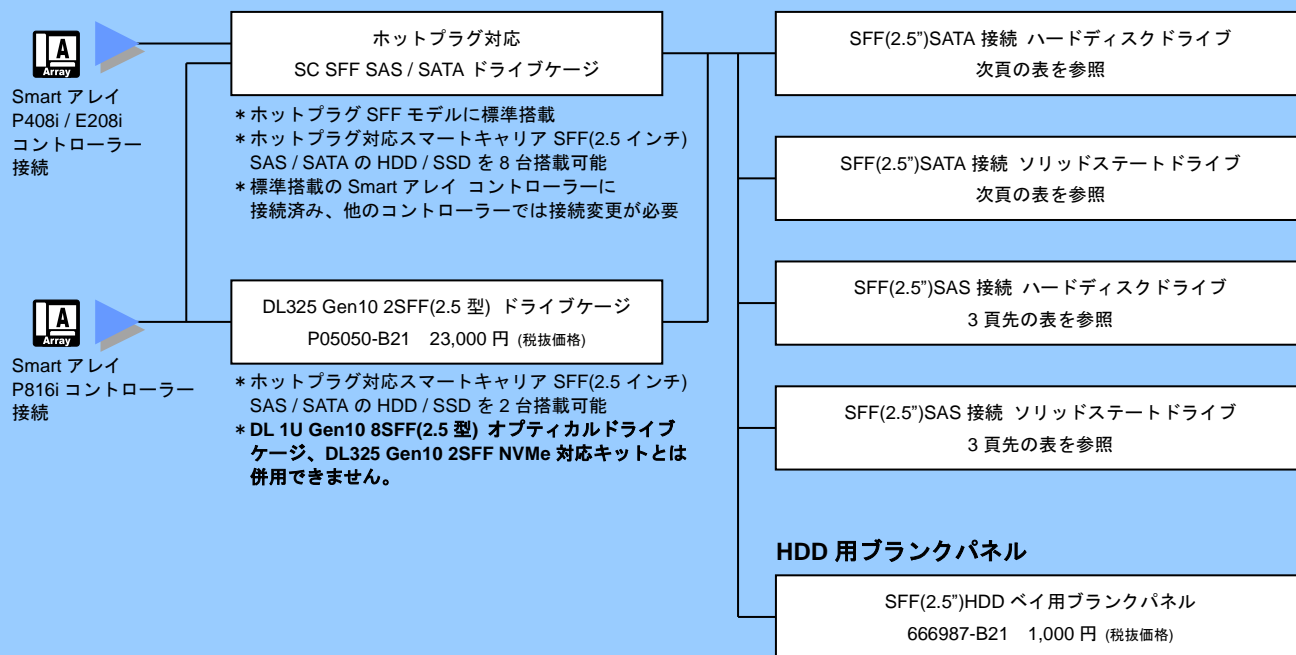 A
Array
Smart アレイ
P408i / E208i
コントローラー
接続
ホットプラグ対応
SC SFF SAS / SATA ドライブケージ
＊ホットプラグ SFF モデルに標準搭載
＊ホットプラグ対応スマートキャリア SFF(2.5 インチ)
SAS / SATA の HDD / SSD を 8 台搭載可能
＊標準搭載の Smart アレイ コントローラーに
接続済み、他のコントローラーでは接続変更が必要
A
Array
Smart アレイ
P816i コントローラー
接続
DL325 Gen10 2SFF(2.5 型) ドライブケージ
P05050-B21 23,000 円 (税抜価格)
＊ホットプラグ対応スマートキャリア SFF(2.5 インチ)
SAS / SATA の HDD / SSD を 2 台搭載可能
＊DL 1U Gen10 8SFF(2.5 型) オプティカルドライブ
ケージ、DL325 Gen10 2SFF NVMe 対応キットとは
併用できません。
SFF(2.5”)SATA 接続 ハードディスクドライブ
次頁の表を参照
SFF(2.5”)SATA 接続 ソリッドステートドライブ
次頁の表を参照
SFF(2.5”)SAS 接続 ハードディスクドライブ
3 頁先の表を参照
SFF(2.5”)SAS 接続 ソリッドステートドライブ
3 頁先の表を参照
HDD 用ブランクパネル
SFF(2.5”)HDD ベイ用ブランクパネル
666987-B21 1,000 円 (税抜価格)